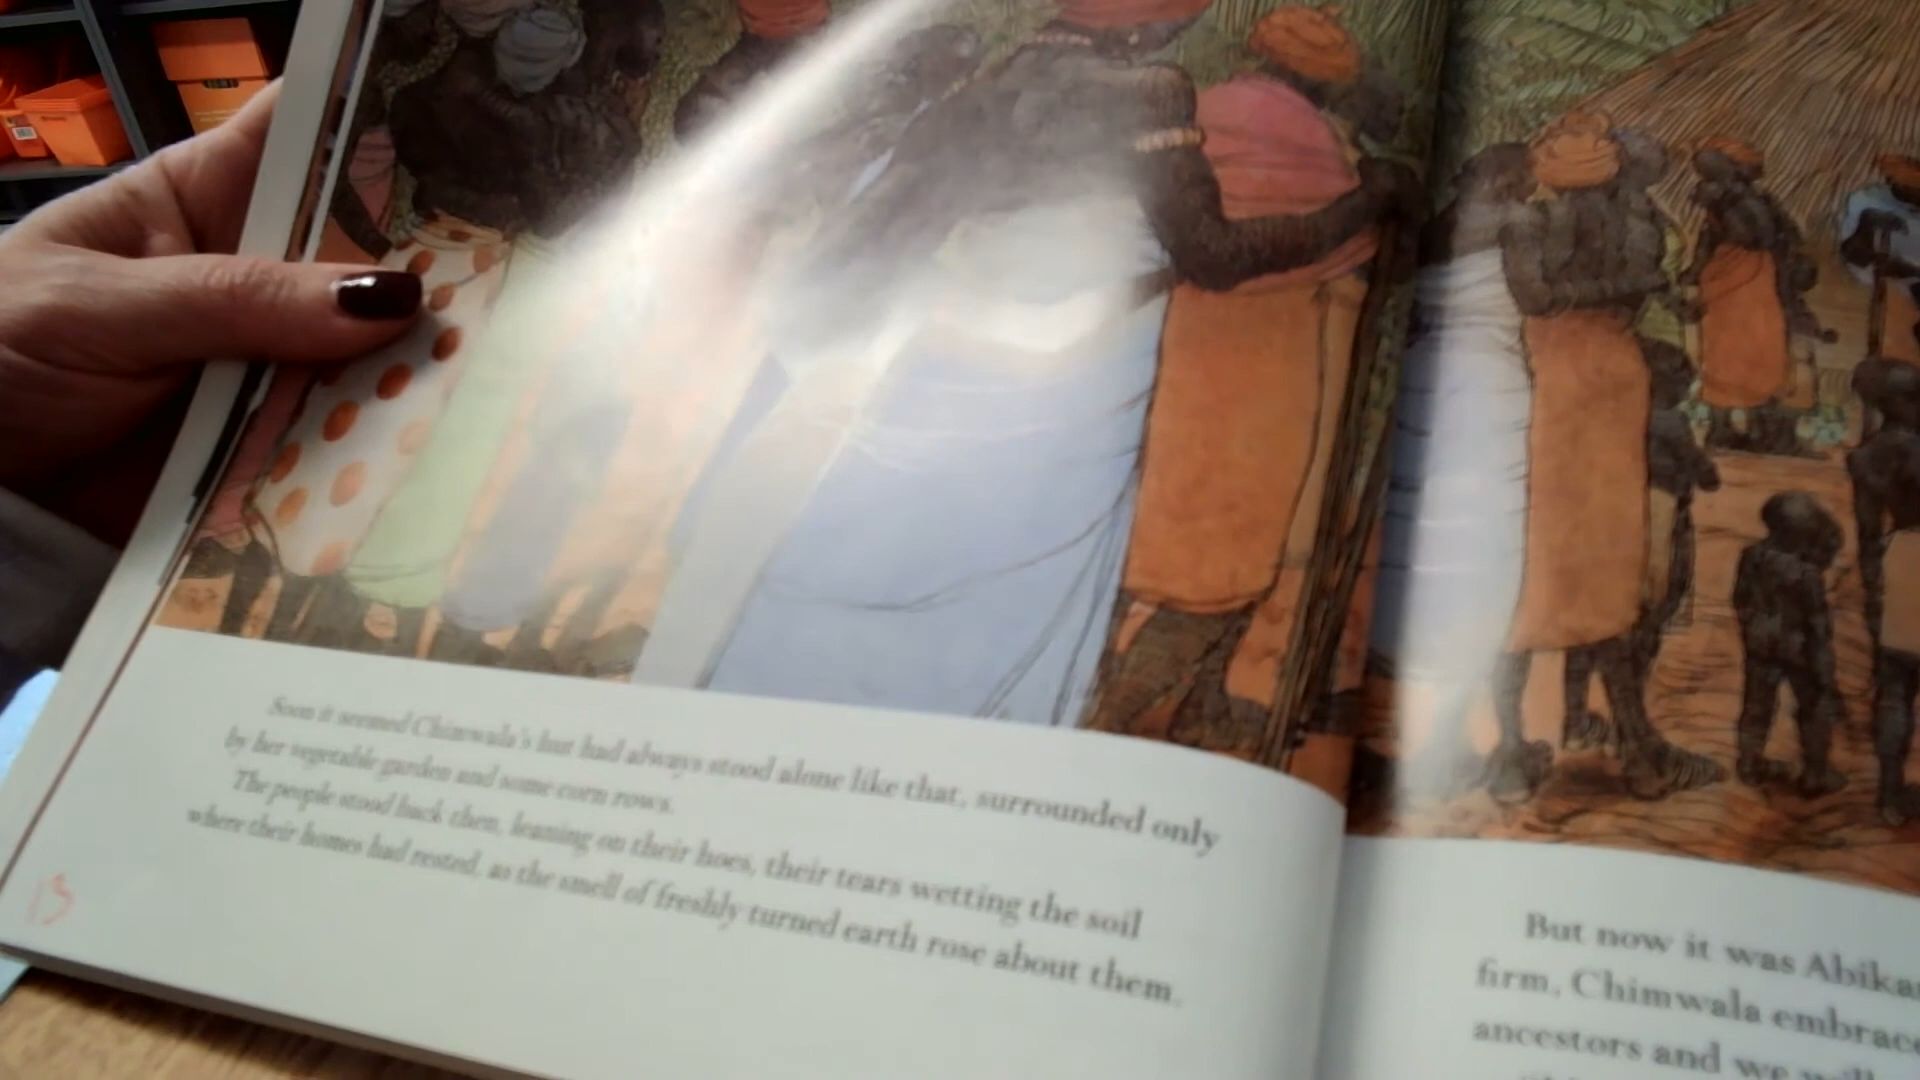 Soon it seemed Chimwala's hut had always stood alone like that, surrounded only
by her vegetable garden and some corn rows.
The people stood back then, leaning on their hoes, their tears wetting the soil
where their homes had rested, as the smell of freshly turned earth rose about them.
13
But now it was Abika
firm. Chimwala embrace
ancestors and we will